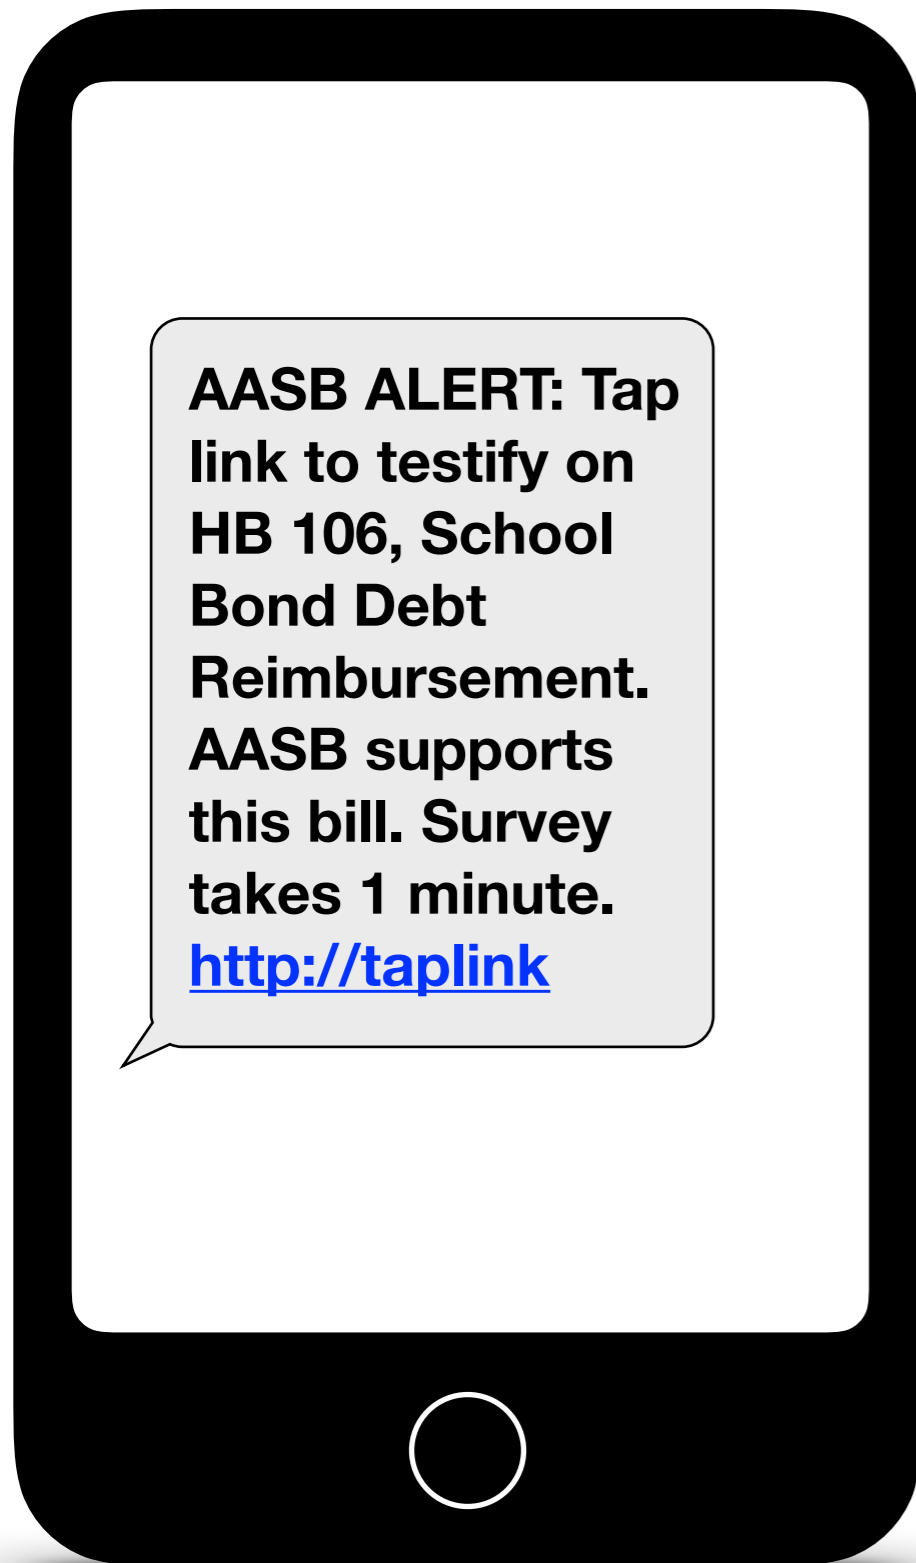 AASB ALERT: Tap
link to testify on
HB 106, School
Bond Debt
Reimbursement.
AASB supports
this bill. Survey
takes 1 minute.
http://taplink